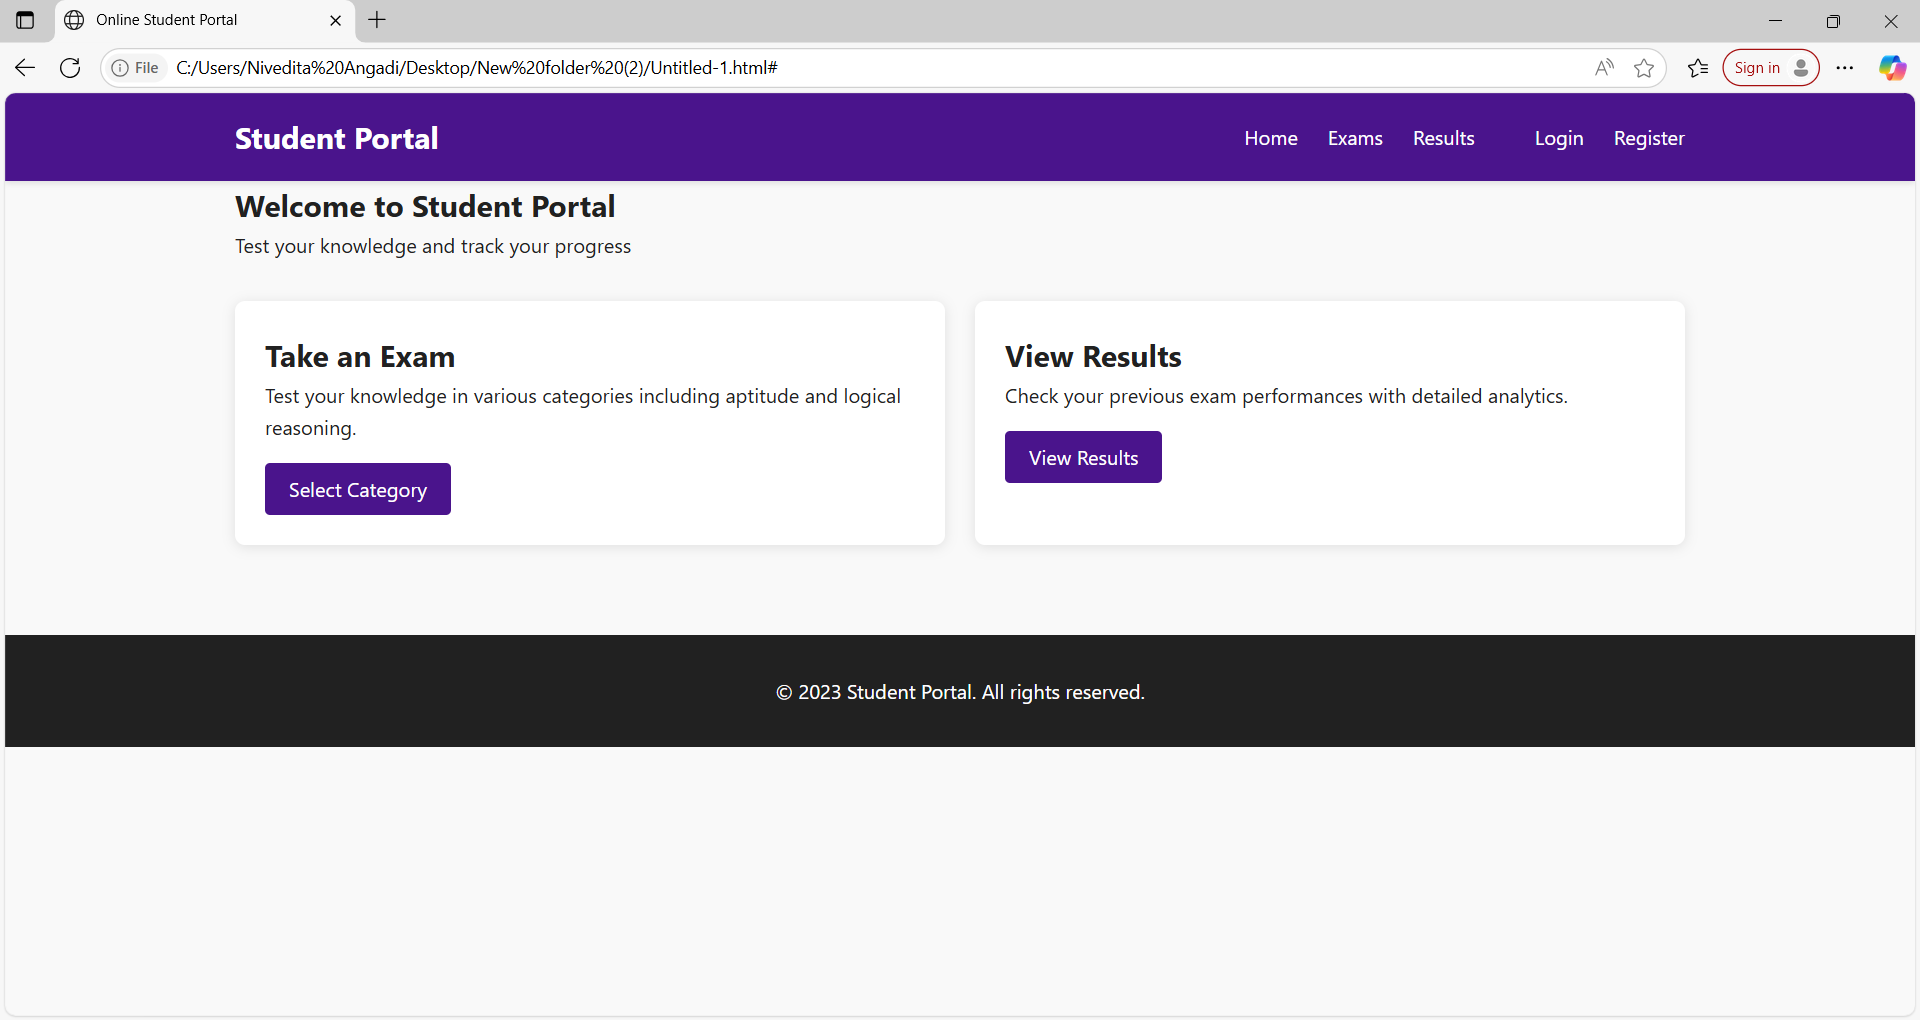 Online Student Portal
File
C:/Users/Nivedita%20Angadi/Desktop/New%20folder%20(2)/Untitled-1.html#
Sign in
Student Portal
Home
Exams
Results
Login
Register
Welcome to Student Portal
Test your knowledge and track your progress
Take an Exam
Test your knowledge in various categories including aptitude and logical
reasoning.
Select Category
View Results
Check your previous exam performances with detailed analytics.
View Results
© 2023 Student Portal. All rights reserved.